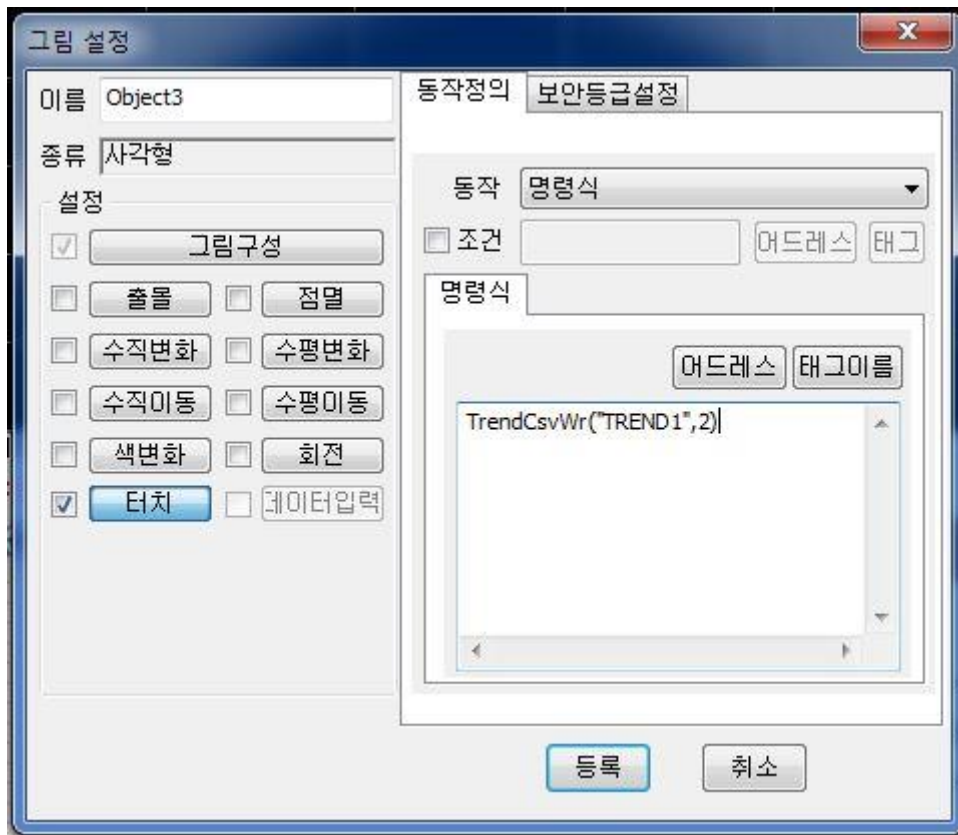 그림 설정
이름 Object3
종류 사각형
설정
그림구성
출몰 점멸
수직변화 수평변화
수직이동 수평이동
색변화 회전
터치 데이터입력
동작정의 보안등급설정
동작 명령식
조건 어드레스 태그
명령식
어드레스 태그이름
TrendCsvWr("TREND1",2)
등록 취소